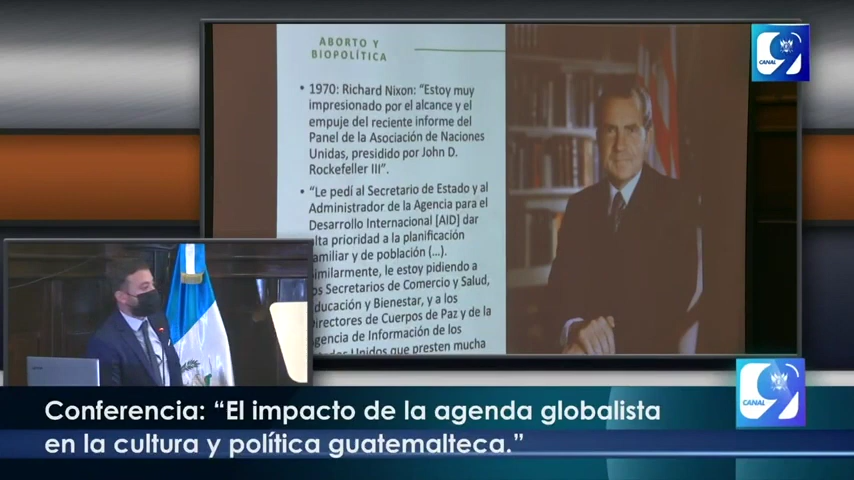 ABORTO Y
BIOPOLÍTICA
• 1970: Richard Nixon: “Estoy muy
impresionado por el alcance y el
empuje del reciente informe del
Panel de la Asociación de Naciones
Unidas, presidido por John D.
Rockefeller III”.
• “Le pedí al Secretario de Estado y al
Administrador de la Agencia para el
Desarrollo Internacional [AID] dar
alta prioridad a la planificación
familiar y de población (...).
Similarmente, le estoy pidiendo a
los Secretarios de Comercio y Salud,
Educación y Bienestar, y a los
Directores de Cuerpos de Paz y de la
Agencia de Información de los
Unidos que presten mucha
CANAL 9
CANAL 9
Conferencia: “El impacto de la agenda globalista
en la cultura y política guatemalteca.”